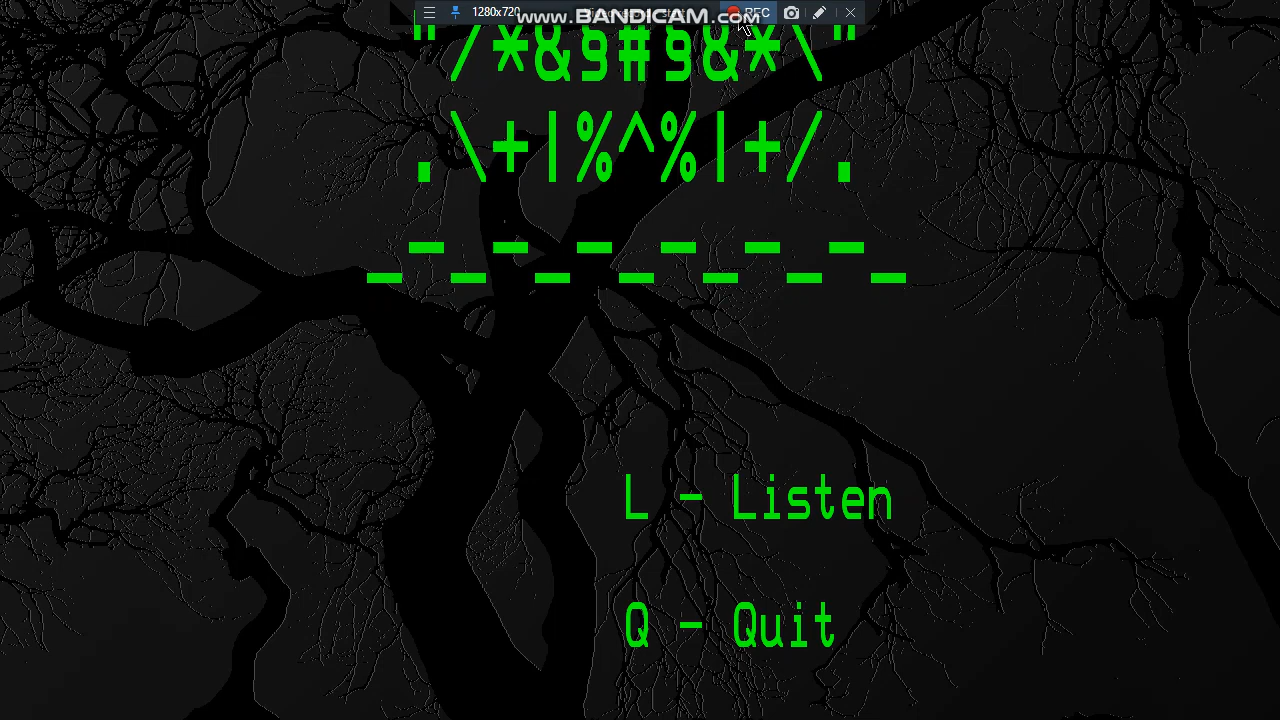 1280x720
www.BANDICAM.com
REC
"/*&9#9&*\"
.\+|%^%|+/.
_ _ _ _ _ _
- - - - - - -
L - Listen
Q - Quit